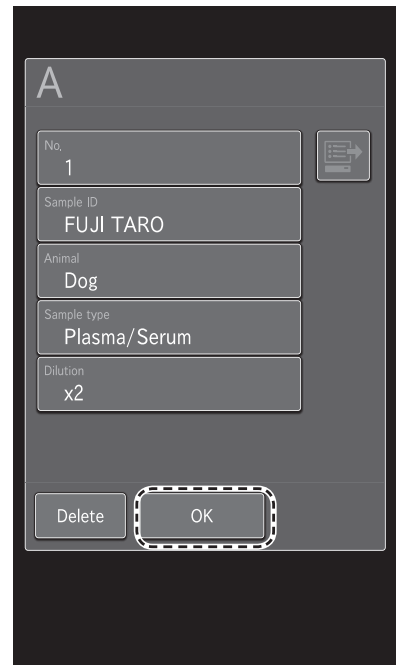 A
No.
1
Sample ID
FUJI TARO
Animal
Dog
Sample type
Plasma/Serum
Dilution
x2
Delete
OK